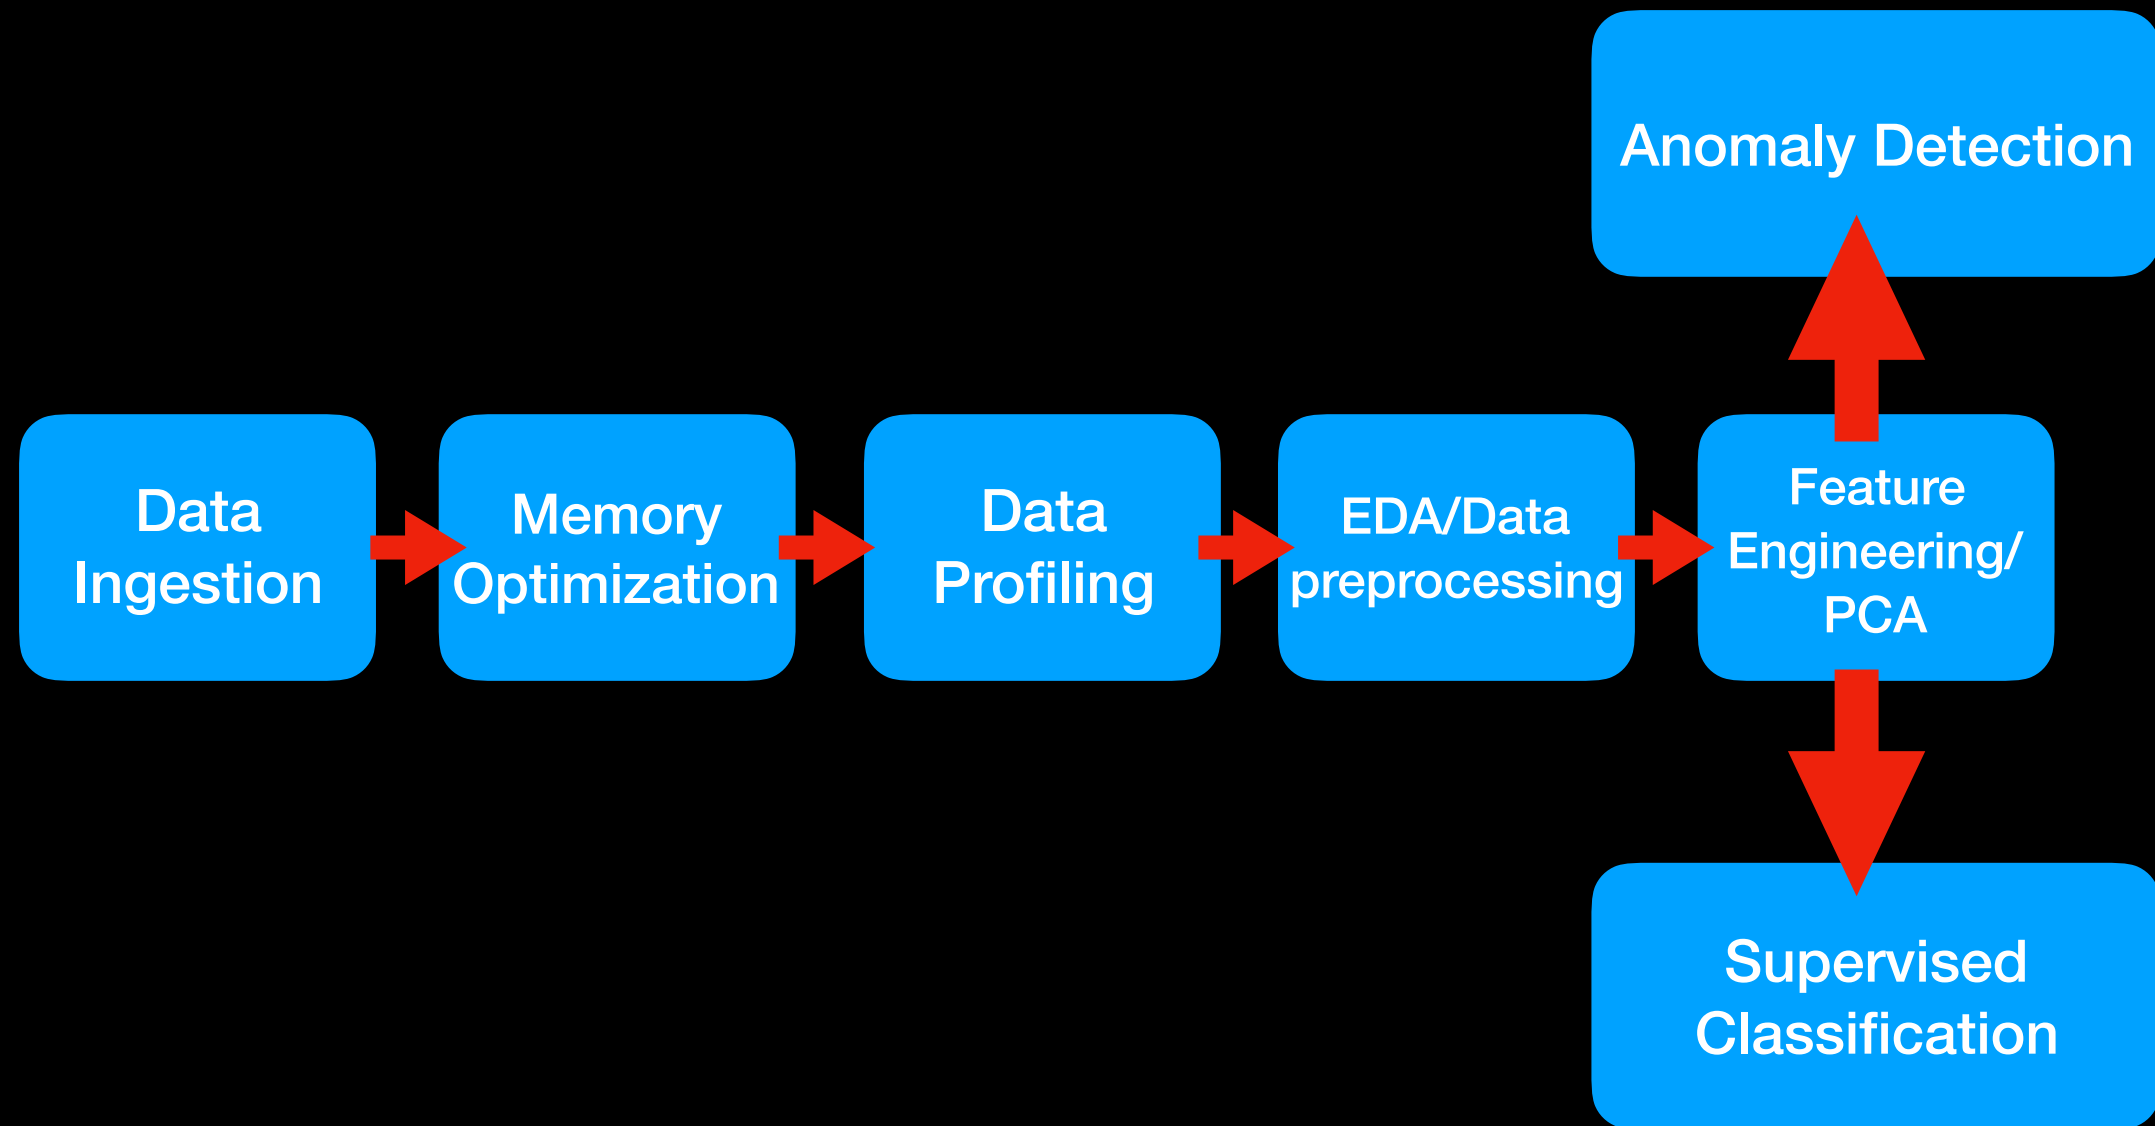 Anomaly Detection
Data
Ingestion
Memory
Optimization
Data
Profiling
EDA/Data
preprocessing
Feature
Engineering/
PCA
Supervised
Classification